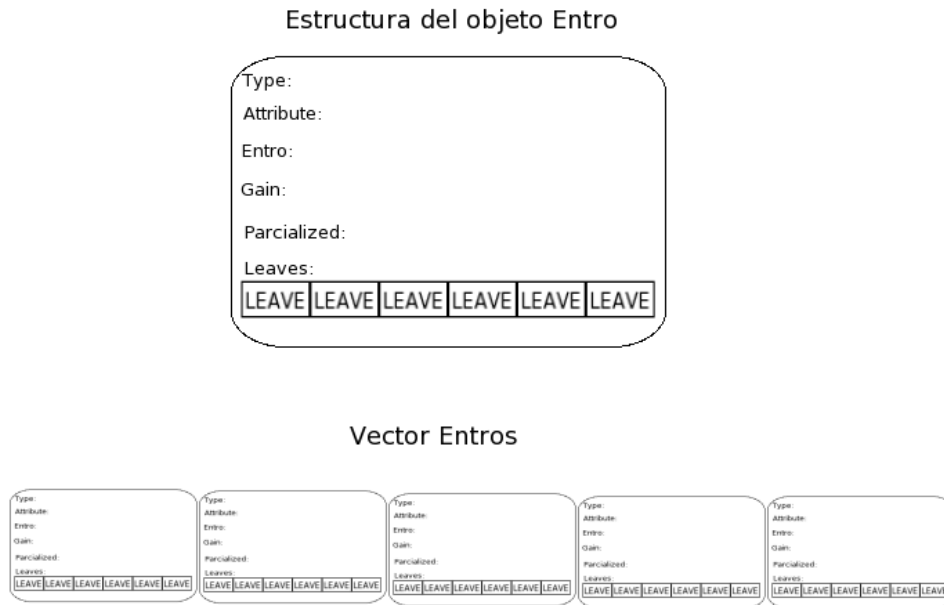 Estructura del objeto Entro
Type:
Attribute:
Entro:
Gain:
Parcialized:
Leaves:
LEAVE LEAVE LEAVE LEAVE LEAVE LEAVE
Vector Entros
Type:
Attribute:
Entro:
Gain:
Parcialized:
Leaves:
LEAVE LEAVE LEAVE LEAVE LEAVE LEAVE
Type:
Attribute:
Entro:
Gain:
Parcialized:
Leaves:
LEAVE LEAVE LEAVE LEAVE LEAVE LEAVE
Type:
Attribute:
Entro:
Gain:
Parcialized:
Leaves:
LEAVE LEAVE LEAVE LEAVE LEAVE LEAVE
Type:
Attribute:
Entro:
Gain:
Parcialized:
Leaves:
LEAVE LEAVE LEAVE LEAVE LEAVE LEAVE
Type:
Attribute:
Entro:
Gain:
Parcialized:
Leaves:
LEAVE LEAVE LEAVE LEAVE LEAVE LEAVE